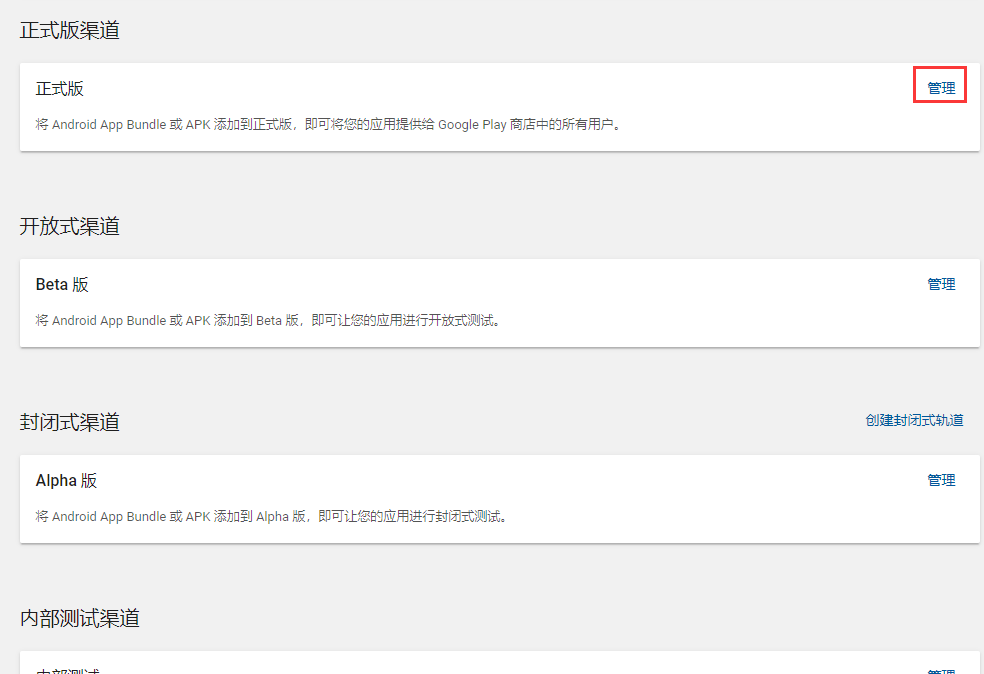 正式版渠道
正式版
管理
将 Android App Bundle 或 APK 添加到正式版，即可将您的应用提供给 Google Play 商店中的所有用户。
开放式渠道
Beta 版
管理
将 Android App Bundle 或 APK 添加到 Beta 版，即可让您的应用进行开放式测试。
封闭式渠道
创建封闭式轨道
Alpha 版
管理
将 Android App Bundle 或 APK 添加到 Alpha 版，即可让您的应用进行封闭式测试。
内部测试渠道
内部测试
管理